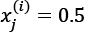 $x_j^{(i)} = 0.5$